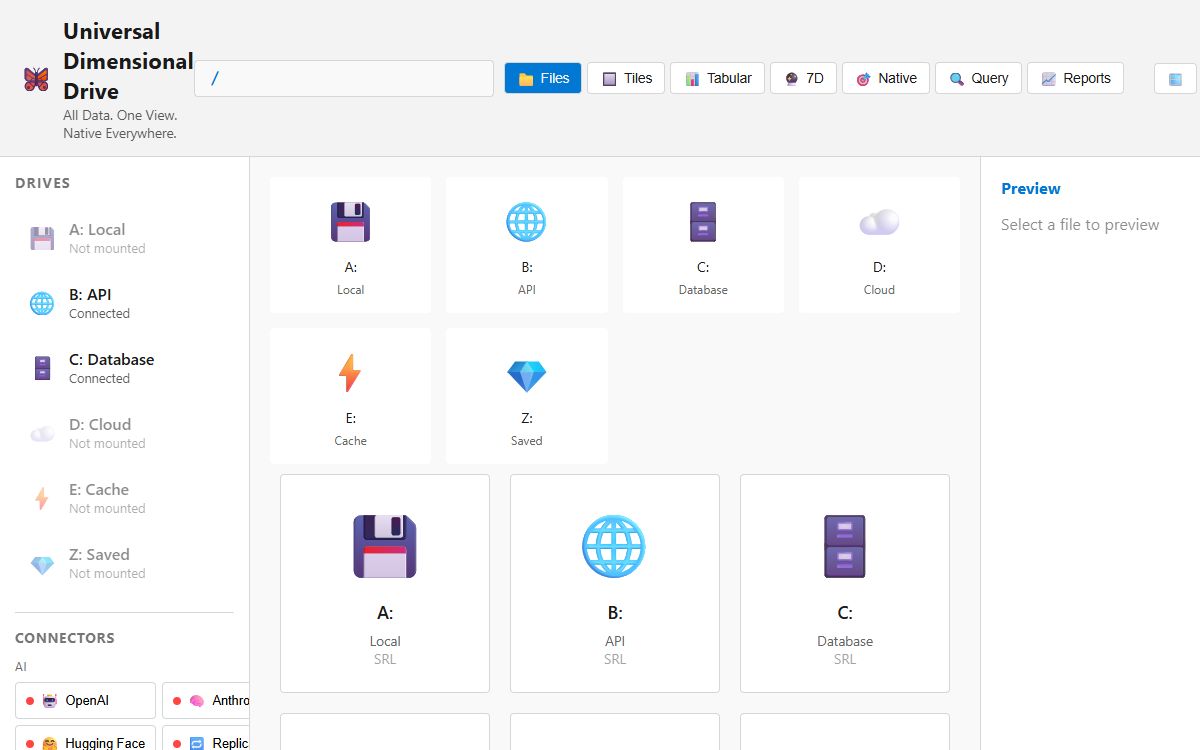 Universal
Dimensional
Drive
All Data. One View.
Native Everywhere.
/
Files
Tiles
Tabular
7D
Native
Query
Reports
DRIVES
A: Local
Not mounted
B: API
Connected
C: Database
Connected
D: Cloud
Not mounted
E: Cache
Not mounted
Z: Saved
Not mounted
CONNECTORS
AI
OpenAI
Anthro
Hugging Face
Replic
A:
Local
B:
API
C:
Database
D:
Cloud
E:
Cache
Z:
Saved
A:
Local
SRL
B:
API
SRL
C:
Database
SRL
Preview
Select a file to preview